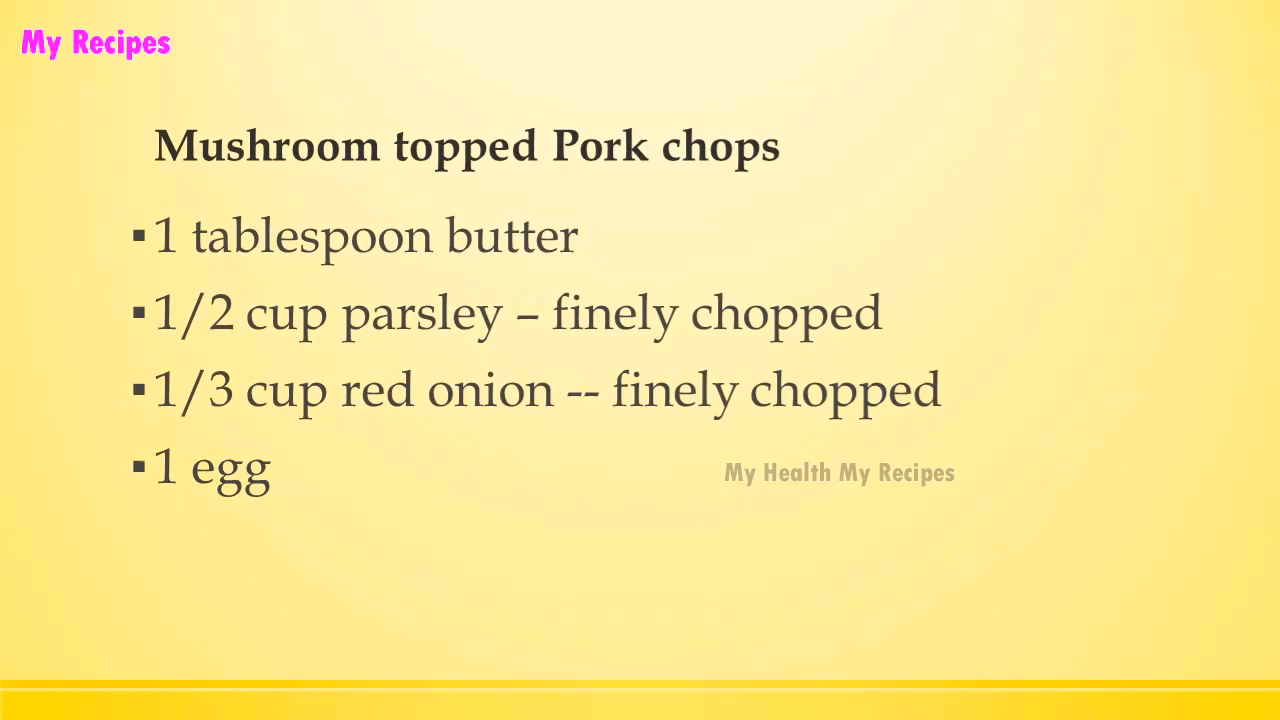 My Recipes
Mushroom topped Pork chops
▪1 tablespoon butter
▪1/2 cup parsley – finely chopped
▪1/3 cup red onion -- finely chopped
▪1 egg
My Health My Recipes